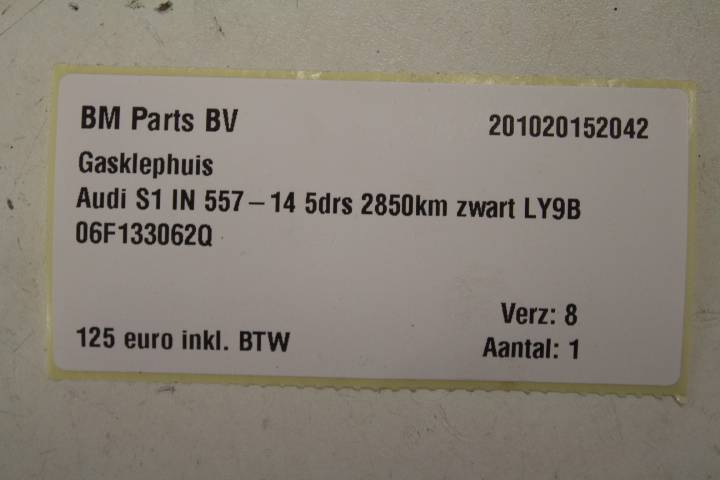 BM Parts BV 201020152042
Gasklephuis
Audi S1 IN 557-14 5drs 2850km zwart LY9B
06F133062Q
Verz: 8
125 euro inkl. BTW Aantal: 1